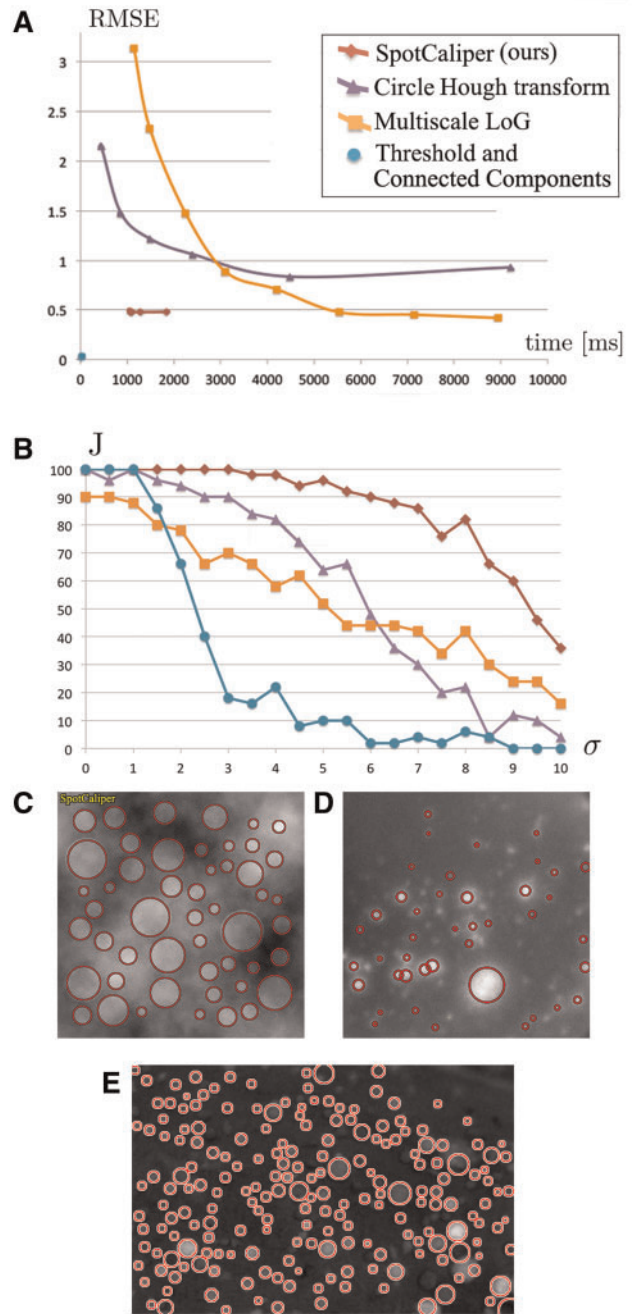 A
RMSE
SpotCaliper (ours)
Circle Hough transform
Multiscale LoG
Threshold and
Connected Components
3
2.5
2
1.5
1
0.5
0
time [ms]
0 1000 2000 3000 4000 5000 6000 7000 8000 9000 10000
B
J
100
90
80
70
60
50
40
30
20
10
0
0 1 2 3 4 5 6 7 8 9 10
σ
C
SpotCaliper
D
E